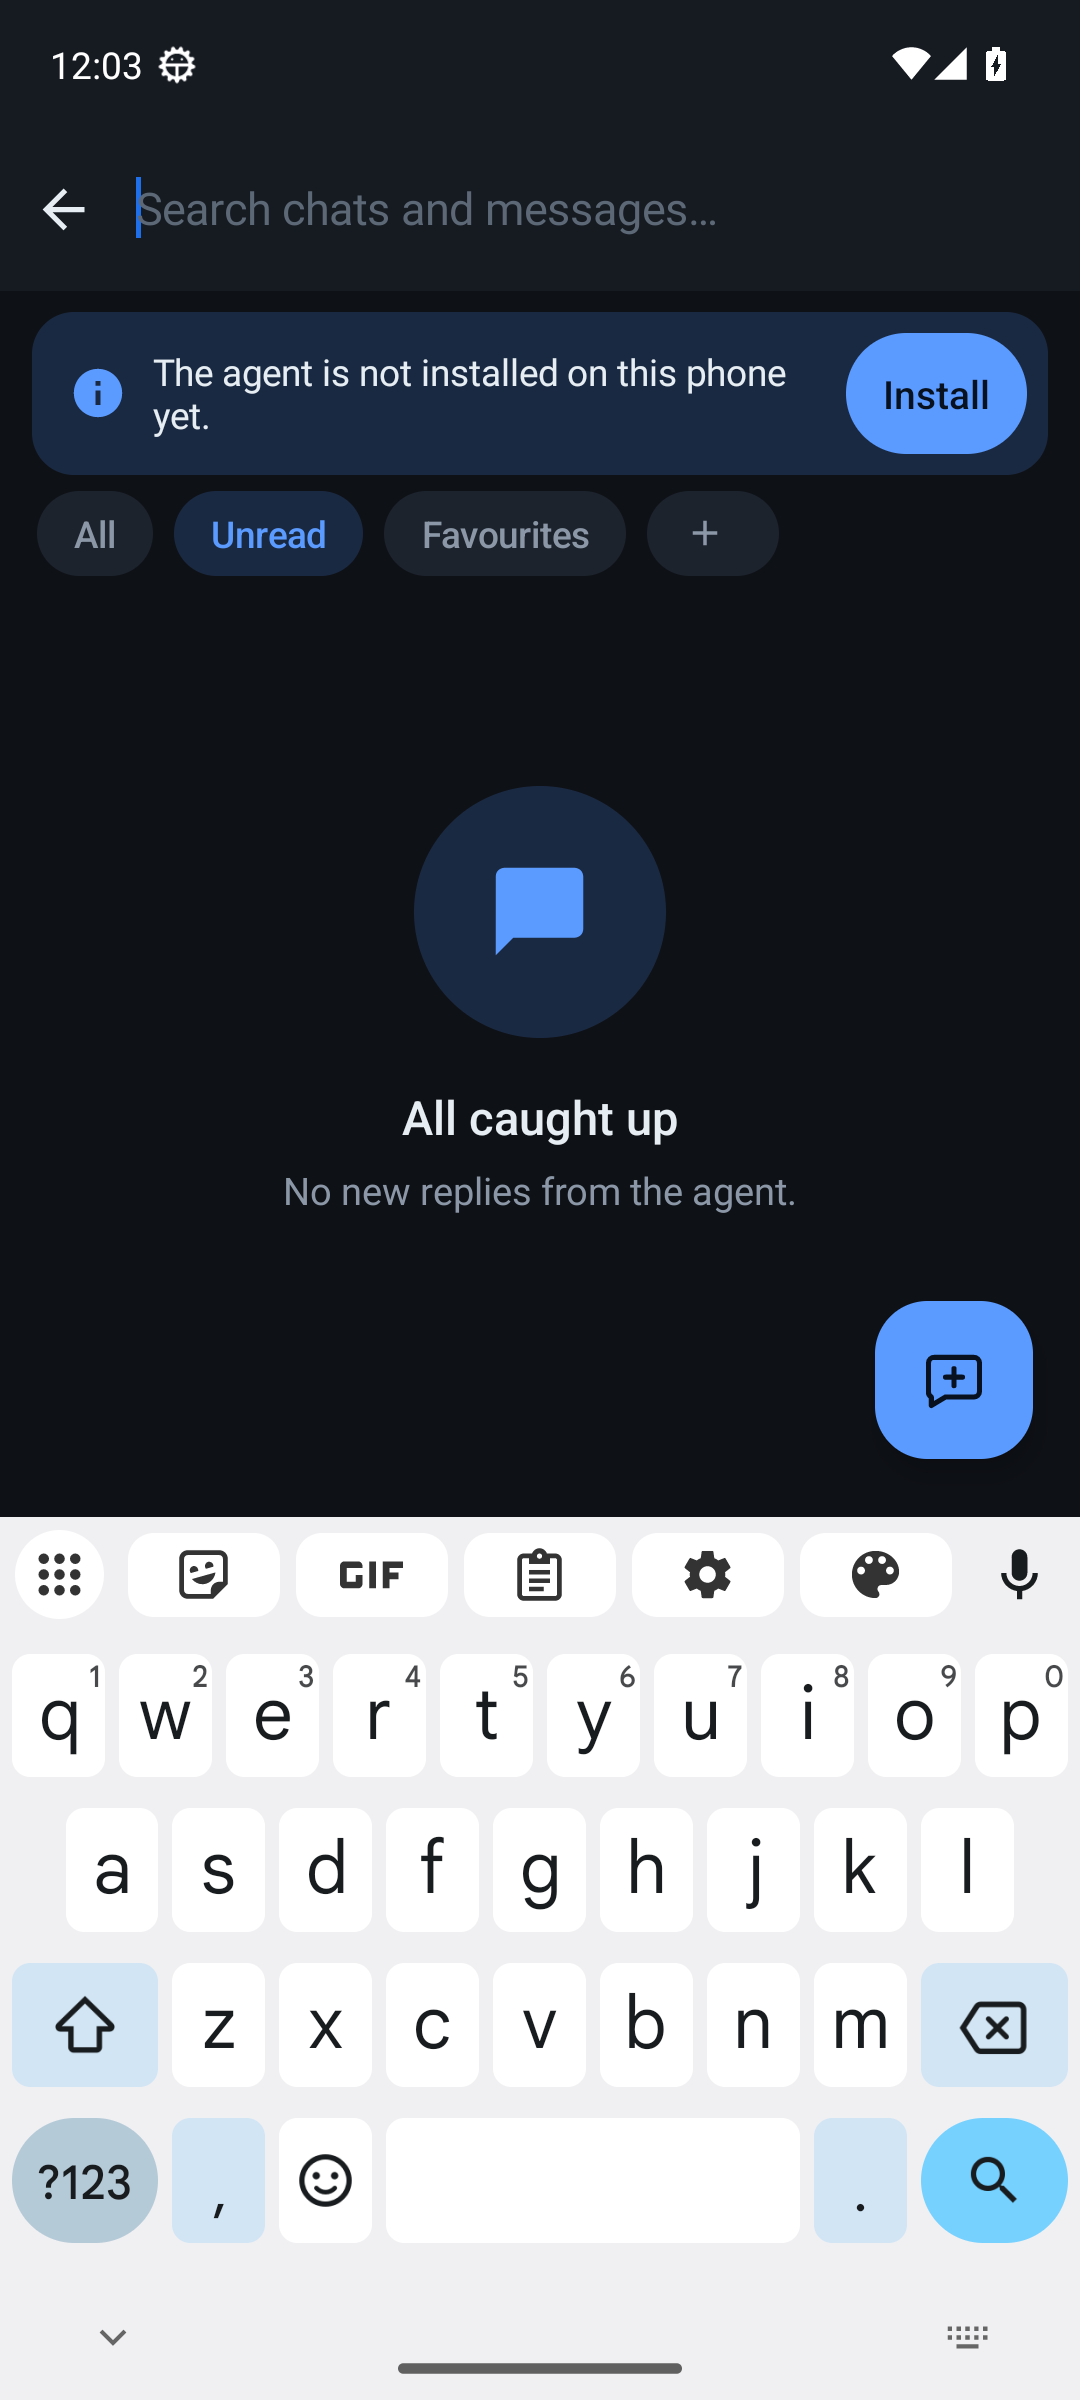 12:03
Search chats and messages…
The agent is not installed on this phone
yet.
Install
All
Unread
Favourites
+
All caught up
No new replies from the agent.
GIF
q 1 w 2 e 3 r 4 t 5 y 6 u 7 i 8 o 9 p 0
a s d f g h j k l
z x c v b n m
?123 , .